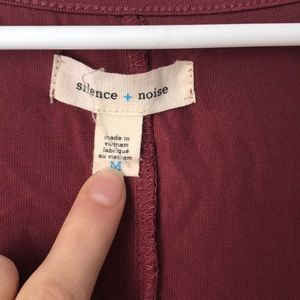 silence + noise
made in
vietnam
fabriqué
au vietnam
M